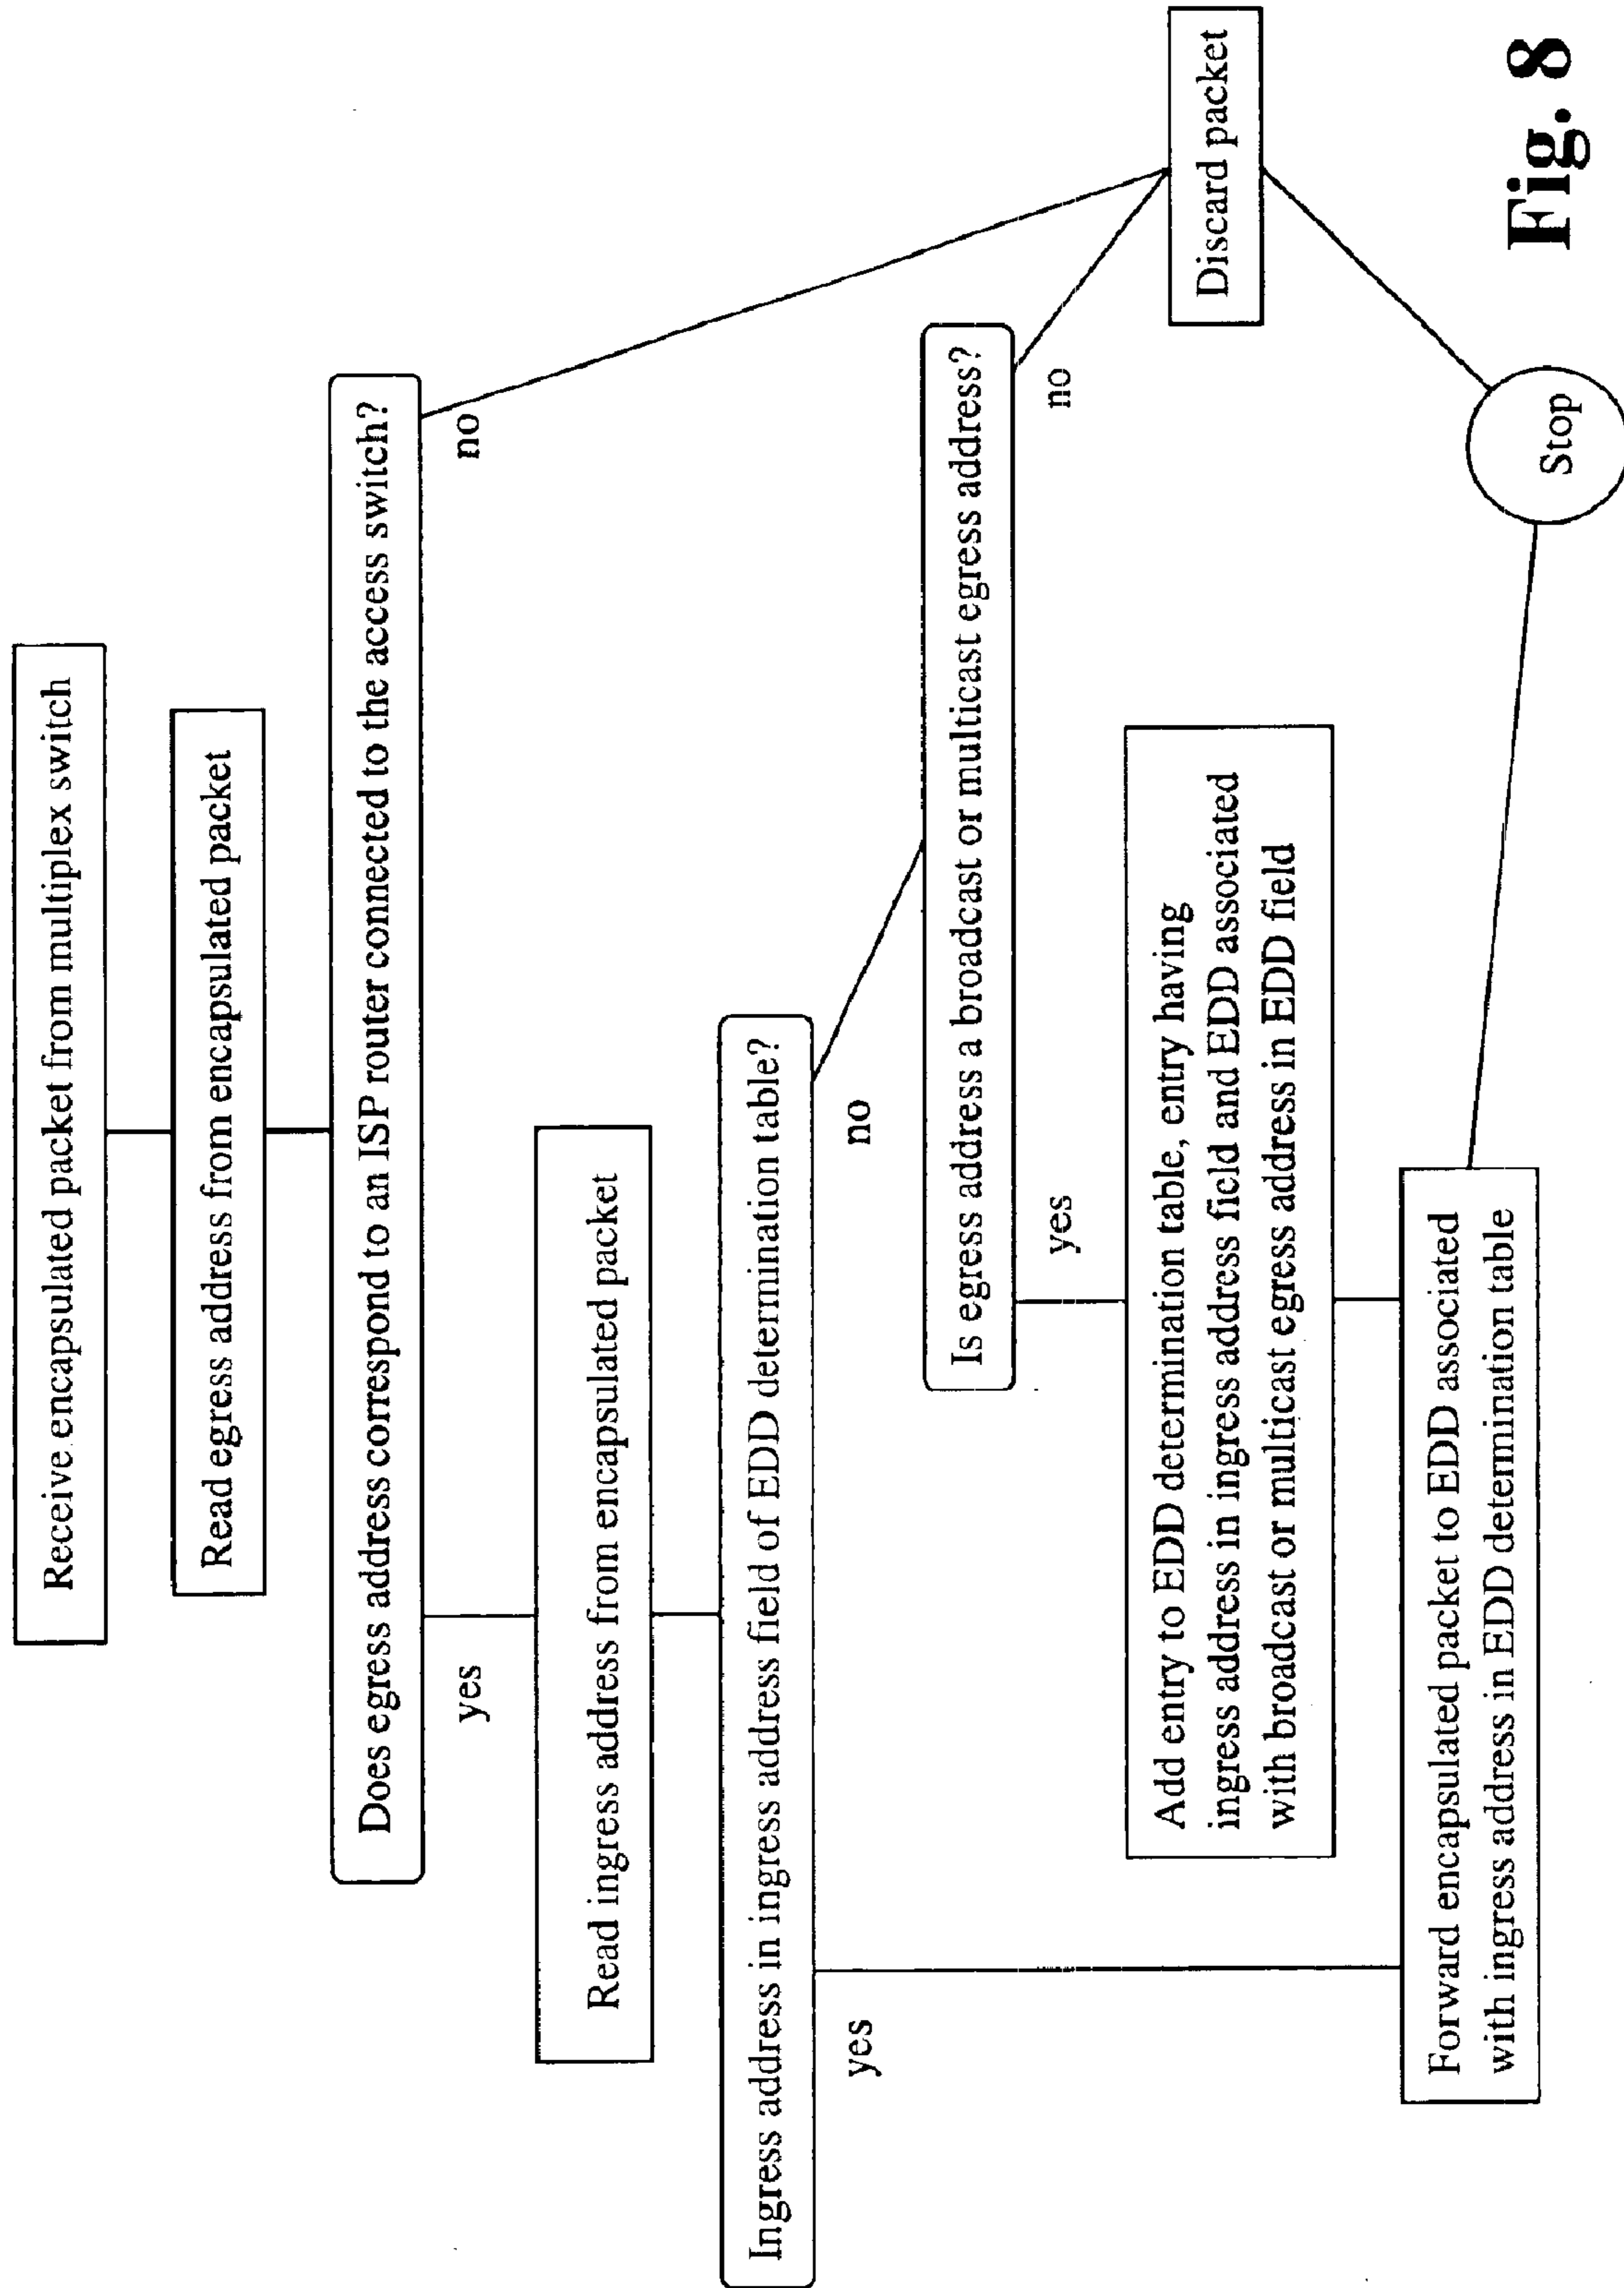 Receive encapsulated packet from multiplex switch
Read egress address from encapsulated packet
Does egress address correspond to an ISP router connected to the access switch?
yes
no
Read ingress address from encapsulated packet
Ingress address in ingress address field of EDD determination table?
yes
no
Is egress address a broadcast or multicast egress address?
yes
no
Add entry to EDD determination table, entry having
ingress address in ingress address field and EDD associated
with broadcast or multicast egress address in EDD field
Discard packet
Forward encapsulated packet to EDD associated
with ingress address in EDD determination table
Stop
Fig. 8